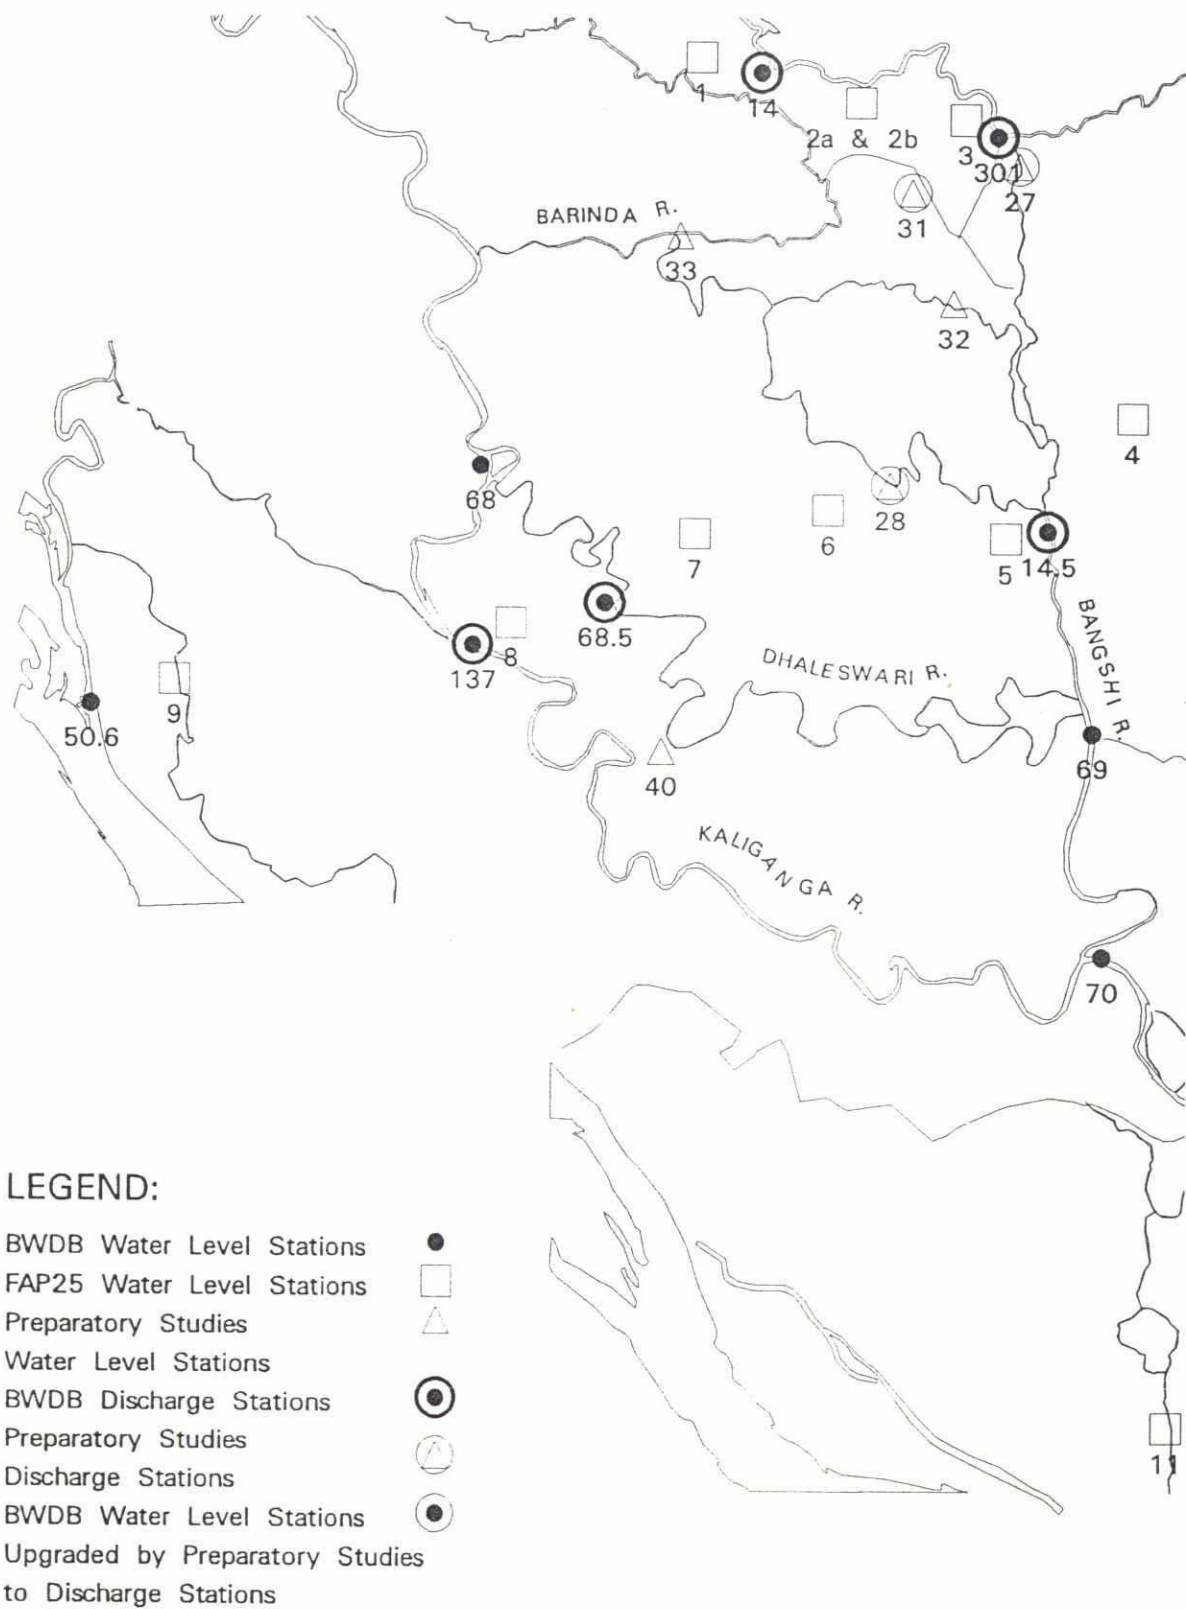 1
14
2a & 2b
3
301
27
31
BARINDA R.
33
32
4
68
28
6
7
5
14.5
68.5
8
137
BANGSHI R.
DHALESWARI R.
9
50.6
69
40
KALIGANGA R.
70
11
LEGEND:
BWDB Water Level Stations
FAP25 Water Level Stations
Preparatory Studies
Water Level Stations
BWDB Discharge Stations
Preparatory Studies
Discharge Stations
BWDB Water Level Stations
Upgraded by Preparatory Studies
to Discharge Stations